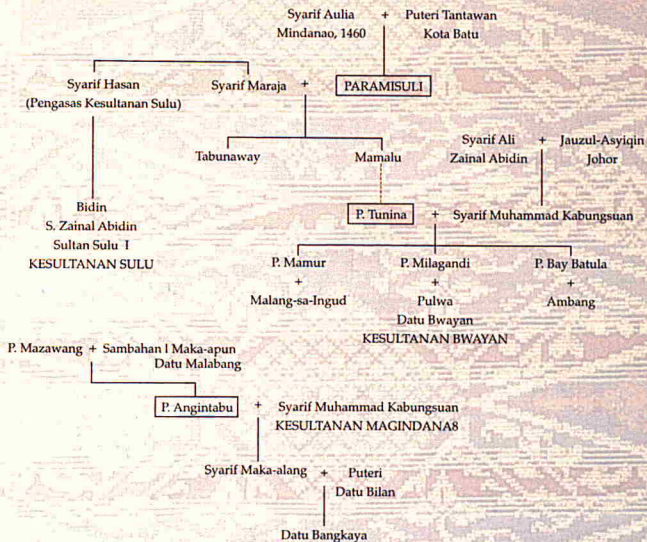 Syarif Aulia + Puteri Tantawan
Mindanao, 1460 Kota Batu
Syarif Hasan Syarif Maraja + PARAMISULI
(Pengasas Kesultanan Sulu)
Tabunaway Mamalu
Syarif Ali + Jauzul-Asyiqin
Zainal Abidin Johor
Bidin
S. Zainal Abidin
Sultan Sulu I
KESULTANAN SULU
P. Tunina + Syarif Muhammad Kabungsuan
P. Mamur P. Milagandi P. Bay Batula
+ + +
Malang-sa-Ingud Pulwa Ambang
Datu Bwayan
KESULTANAN BWAYAN
P. Mazawang + Sambahan I Maka-apun
Datu Malabang
P. Angintabu + Syarif Muhammad Kabungsuan
KESULTANAN MAGINDANA8
Syarif Maka-alang + Puteri
Datu Bilan
Datu Bangkaya